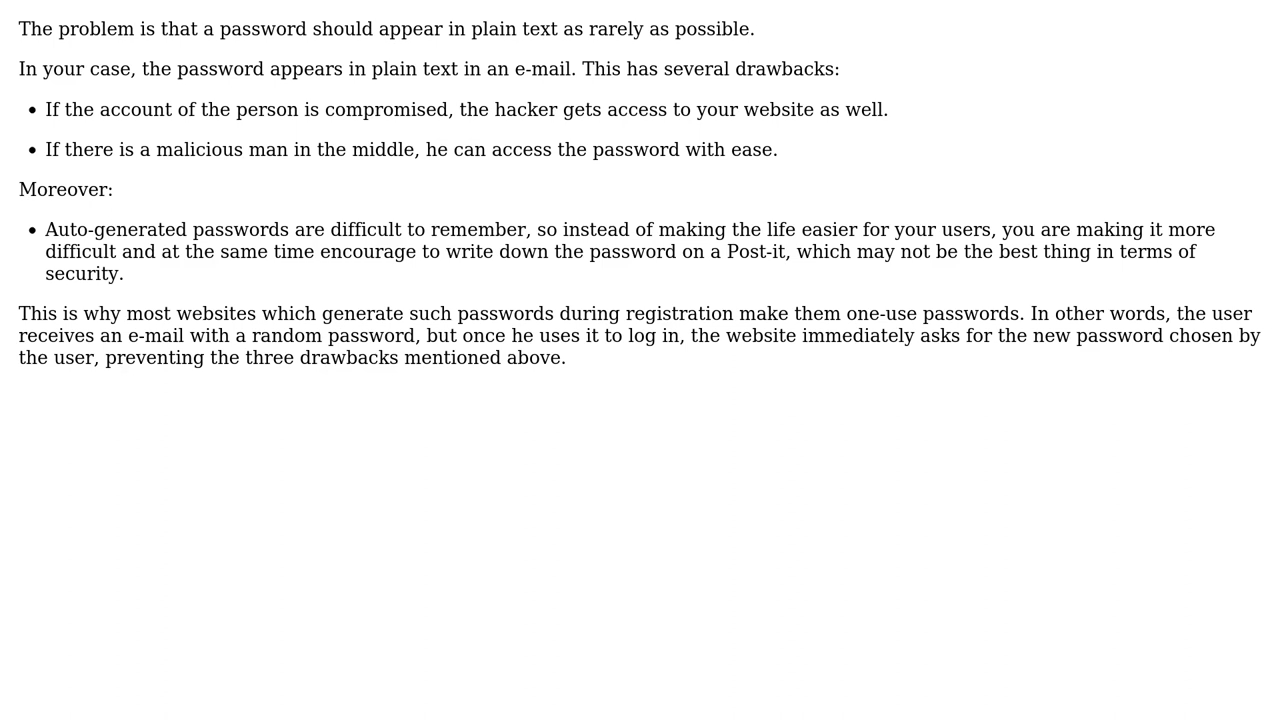 The problem is that a password should appear in plain text as rarely as possible.
In your case, the password appears in plain text in an e-mail. This has several drawbacks:
• If the account of the person is compromised, the hacker gets access to your website as well.
• If there is a malicious man in the middle, he can access the password with ease.
Moreover:
• Auto-generated passwords are difficult to remember, so instead of making the life easier for your users, you are making it more
difficult and at the same time encourage to write down the password on a Post-it, which may not be the best thing in terms of
security.
This is why most websites which generate such passwords during registration make them one-use passwords. In other words, the user
receives an e-mail with a random password, but once he uses it to log in, the website immediately asks for the new password chosen by
the user, preventing the three drawbacks mentioned above.